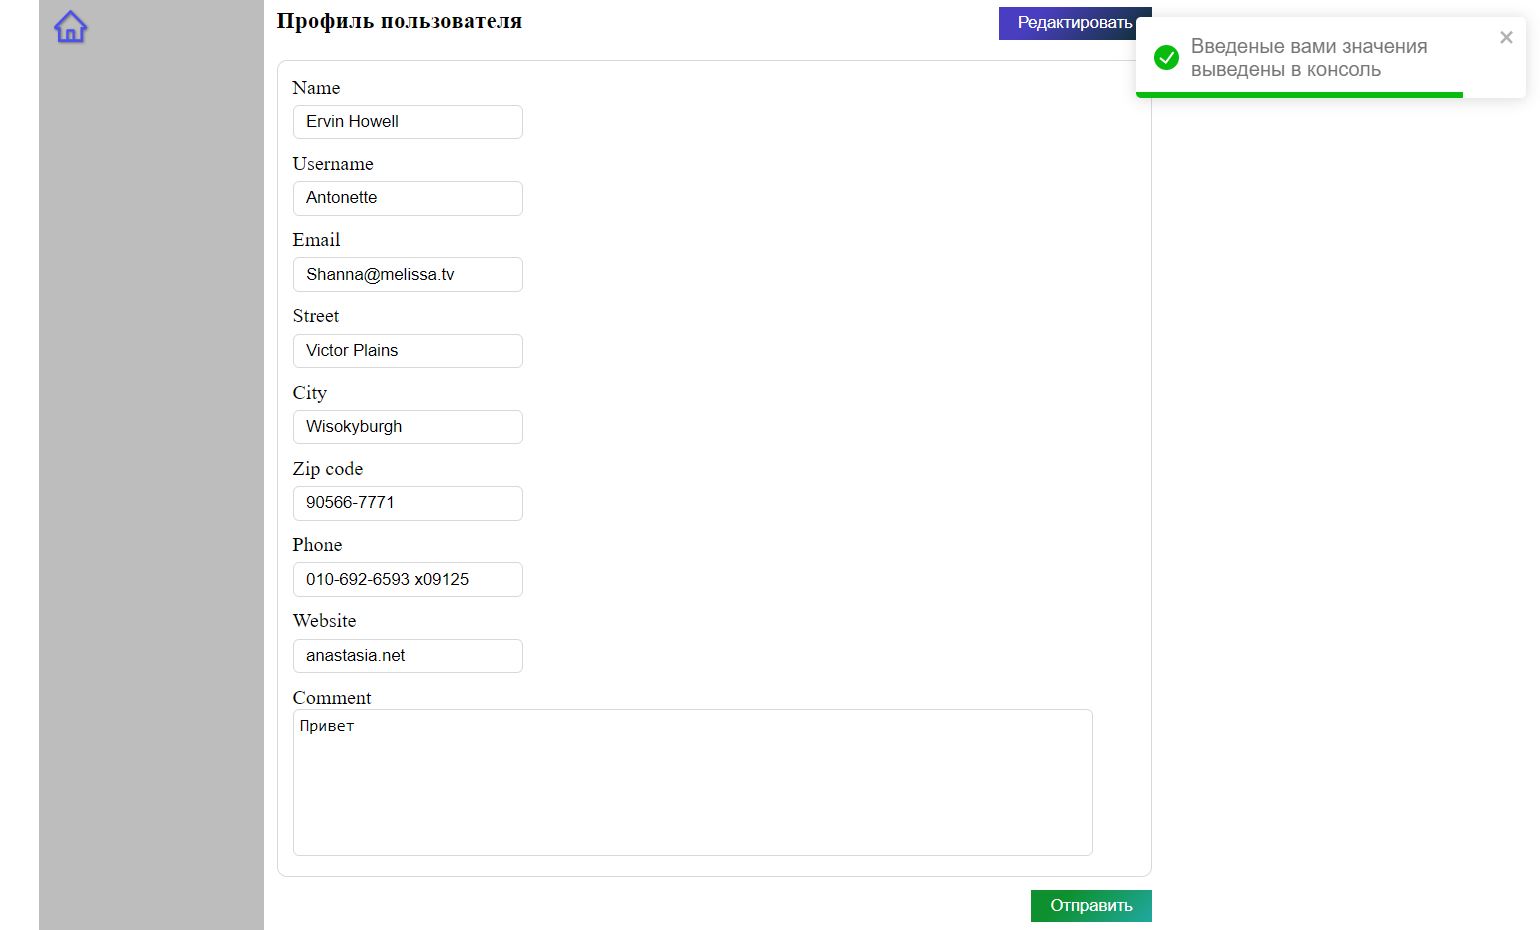 Профиль пользователя
Редактировать
Введеные вами значения
выведены в консоль
Name
Ervin Howell
Username
Antonette
Email
Shanna@melissa.tv
Street
Victor Plains
City
Wisokyburgh
Zip code
90566-7771
Phone
010-692-6593 x09125
Website
anastasia.net
Comment
Привет
Отправить